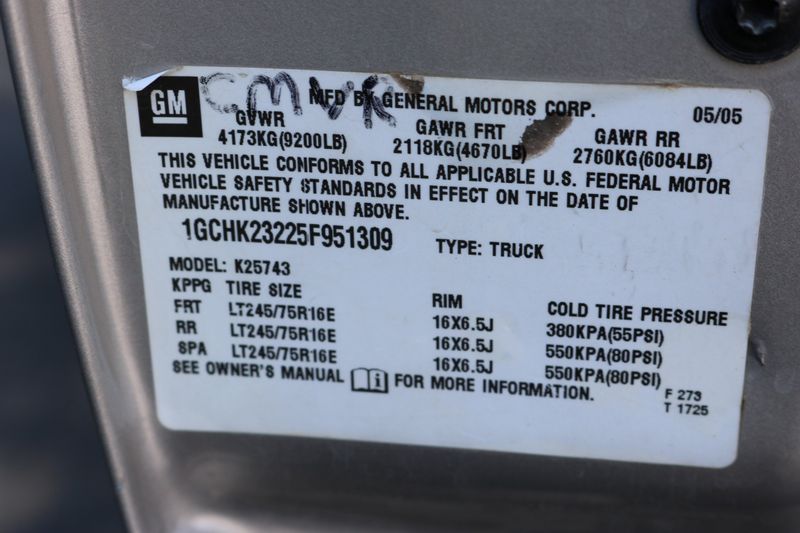 GM CMVR MFD BY GENERAL MOTORS CORP. 05/05
GVWR GAWR FRT GAWR RR
4173KG(9200LB) 2118KG(4670LB) 2760KG(6084LB)
THIS VEHICLE CONFORMS TO ALL APPLICABLE U.S. FEDERAL MOTOR
VEHICLE SAFETY STANDARDS IN EFFECT ON THE DATE OF
MANUFACTURE SHOWN ABOVE.
1GCHK23225F951309 TYPE: TRUCK
MODEL: K25743
KPPG TIRE SIZE RIM COLD TIRE PRESSURE
FRT LT245/75R16E 16X6.5J 380KPA(55PSI)
RR LT245/75R16E 16X6.5J 550KPA(80PSI)
SPA LT245/75R16E 16X6.5J 550KPA(80PSI)
SEE OWNER'S MANUAL FOR MORE INFORMATION.
F 273
T 1725